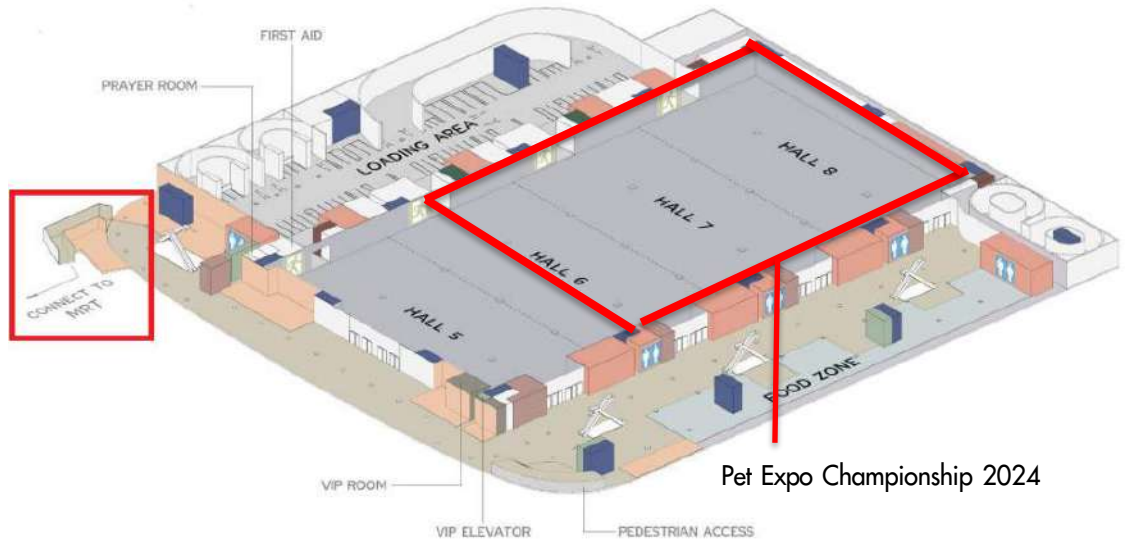 FIRST AID
PRAYER ROOM
LOADING AREA
HALL 8
HALL 7
HALL 6
HALL 5
CONNECT TO
MRT
FOOD ZONE
Pet Expo Championship 2024
VIP ROOM
VIP ELEVATOR
PEDESTRIAN ACCESS